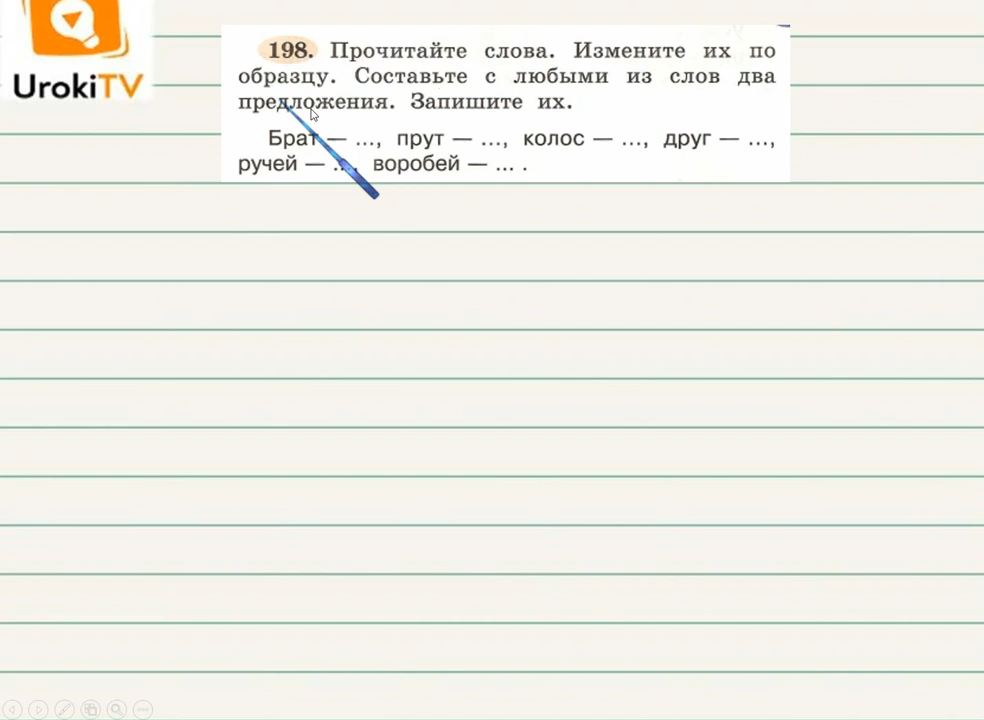 UrokiTV
198. Прочитайте слова. Измените их по
образцу. Составьте с любыми из слов два
предложения. Запишите их.
Брат — ..., прут — ..., колос — ..., друг — ...,
ручей — ..., воробей — ... .